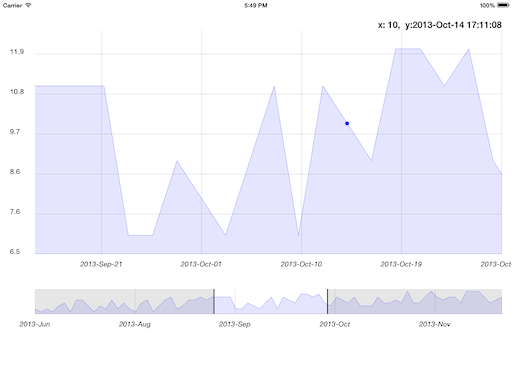 Carrier 5:49 PM 100%
x: 10, y:2013-Oct-14 17:11:08
11.9
10.8
9.7
8.6
7.6
6.5
2013-Sep-21 2013-Oct-01 2013-Oct-10 2013-Oct-19 2013-Oct-
2013-Jun 2013-Aug 2013-Sep 2013-Oct 2013-Nov